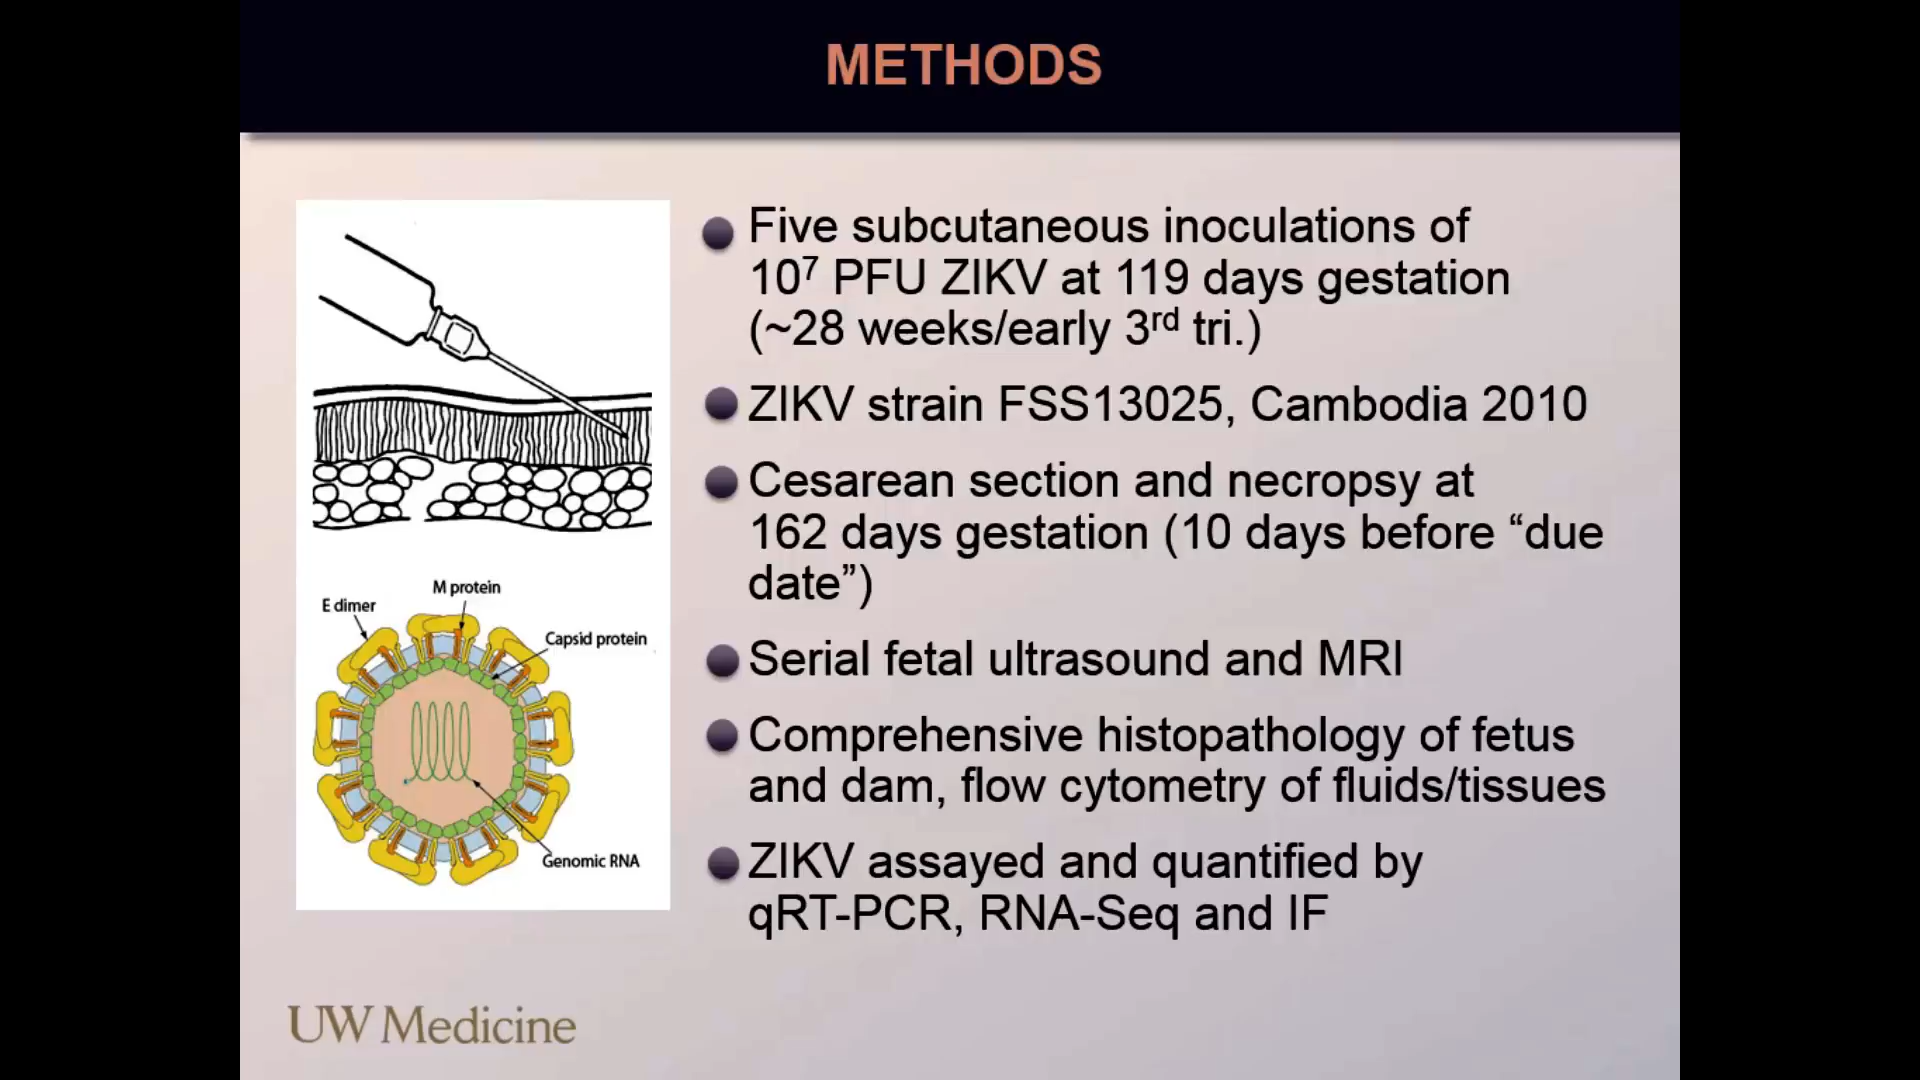 METHODS
Five subcutaneous inoculations of
10⁷ PFU ZIKV at 119 days gestation
(~28 weeks/early 3ʳᵈ tri.)
ZIKV strain FSS13025, Cambodia 2010
Cesarean section and necropsy at
162 days gestation (10 days before “due
date”)
Serial fetal ultrasound and MRI
Comprehensive histopathology of fetus
and dam, flow cytometry of fluids/tissues
ZIKV assayed and quantified by
qRT-PCR, RNA-Seq and IF
M protein
E dimer
Capsid protein
Genomic RNA
UW Medicine